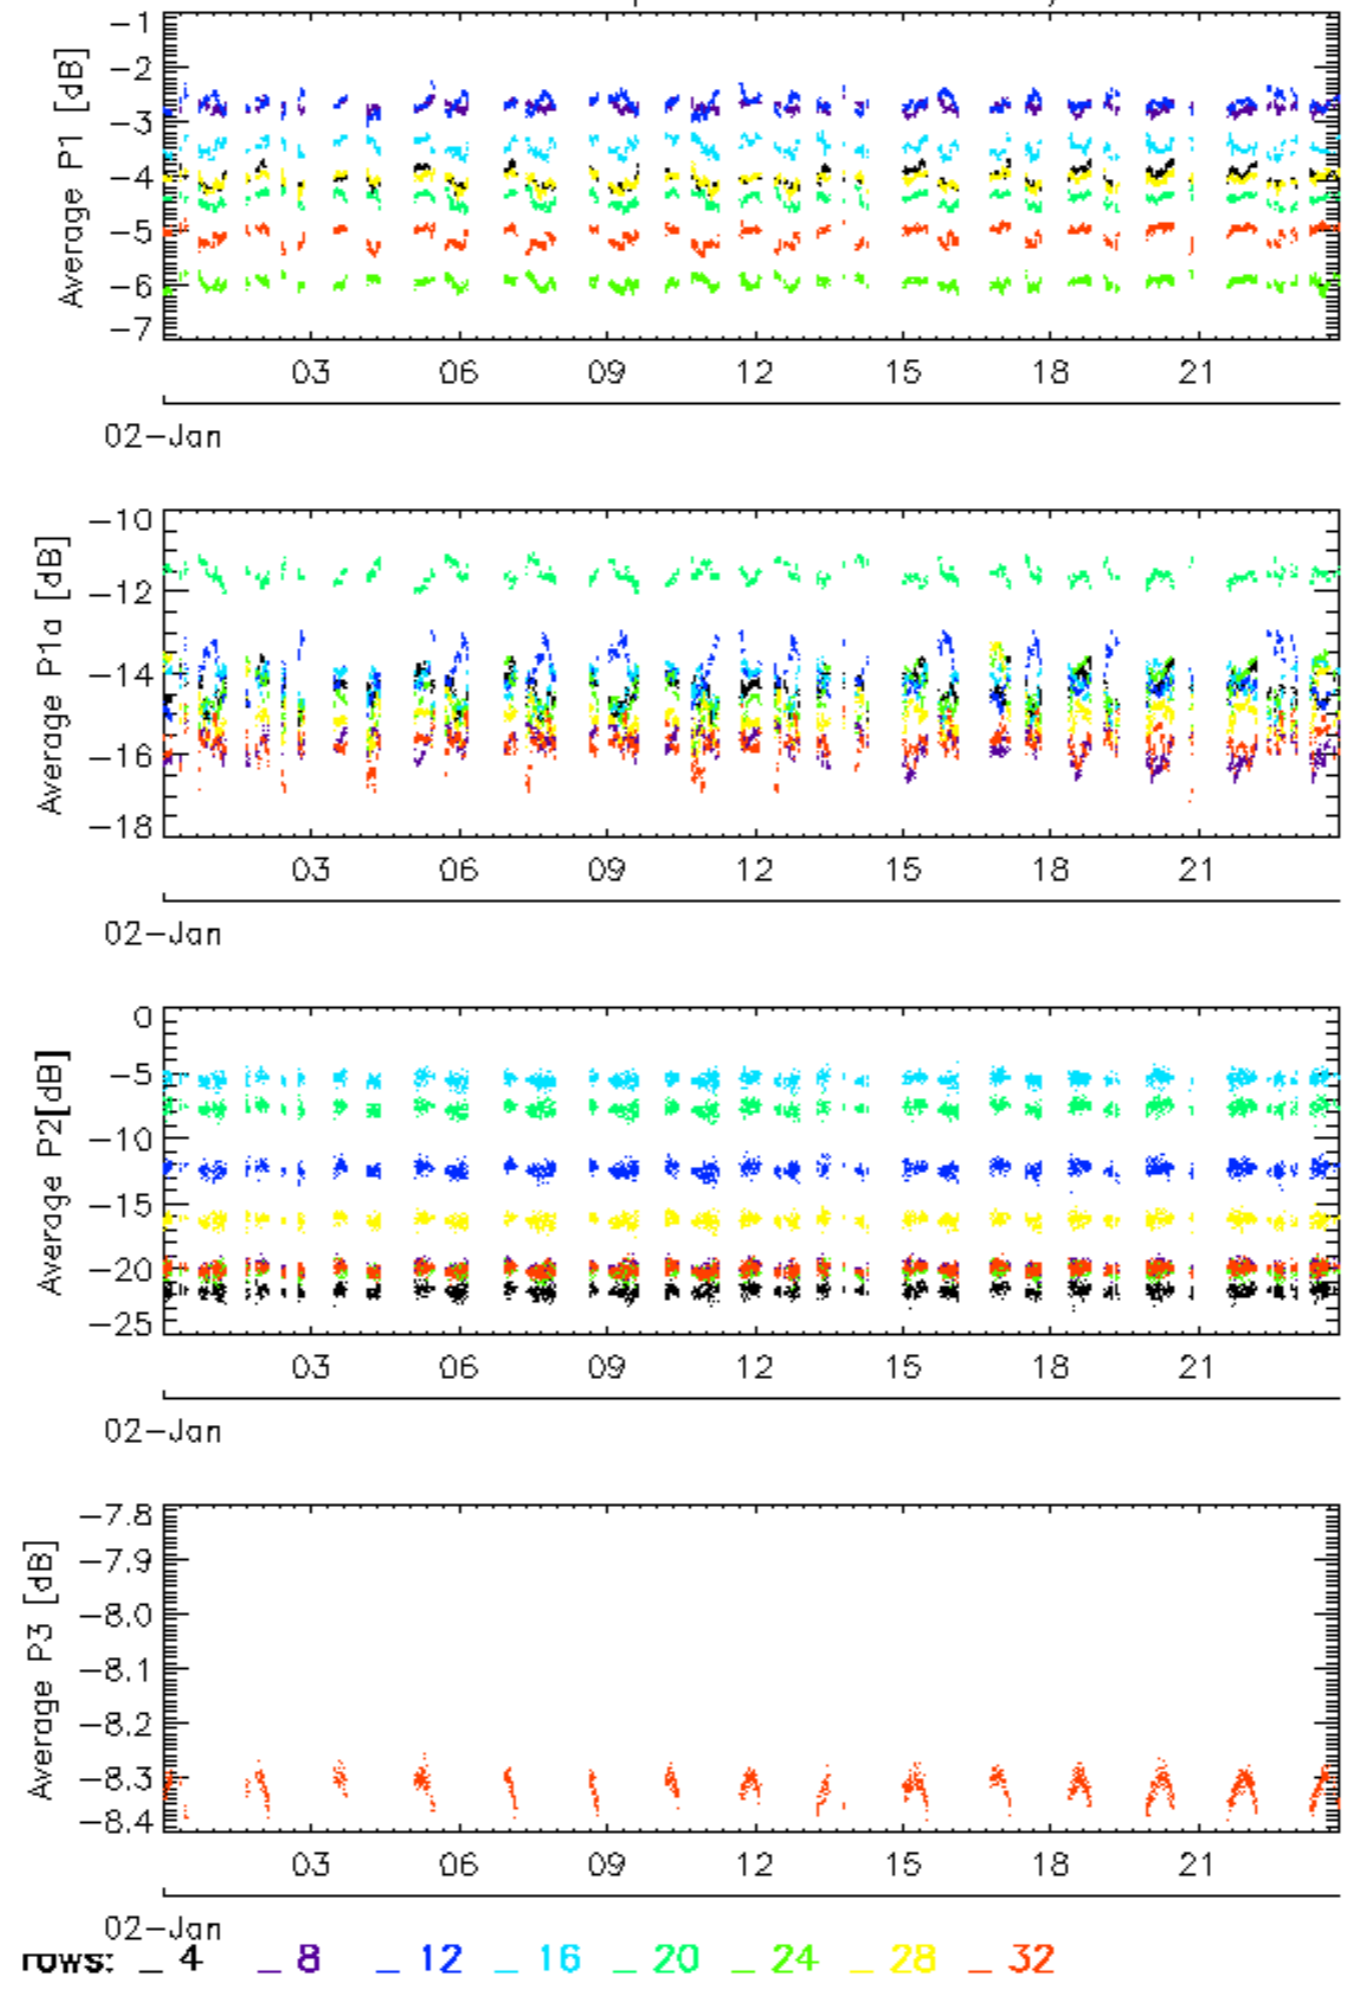 Average P1 [dB]
−1
−2
−3
−4
−5
−6
−7
03 06 09 12 15 18 21
02−Jan
Average P1a [dB]
−10
−12
−14
−16
−18
03 06 09 12 15 18 21
02−Jan
Average P2[dB]
0
−5
−10
−15
−20
−25
03 06 09 12 15 18 21
02−Jan
Average P3 [dB]
−7.8
−7.9
−8.0
−8.1
−8.2
−8.3
−8.4
03 06 09 12 15 18 21
02−Jan
rows: _ 4 _ 8 _ 12 _ 16 _ 20 _ 24 _ 28 _ 32